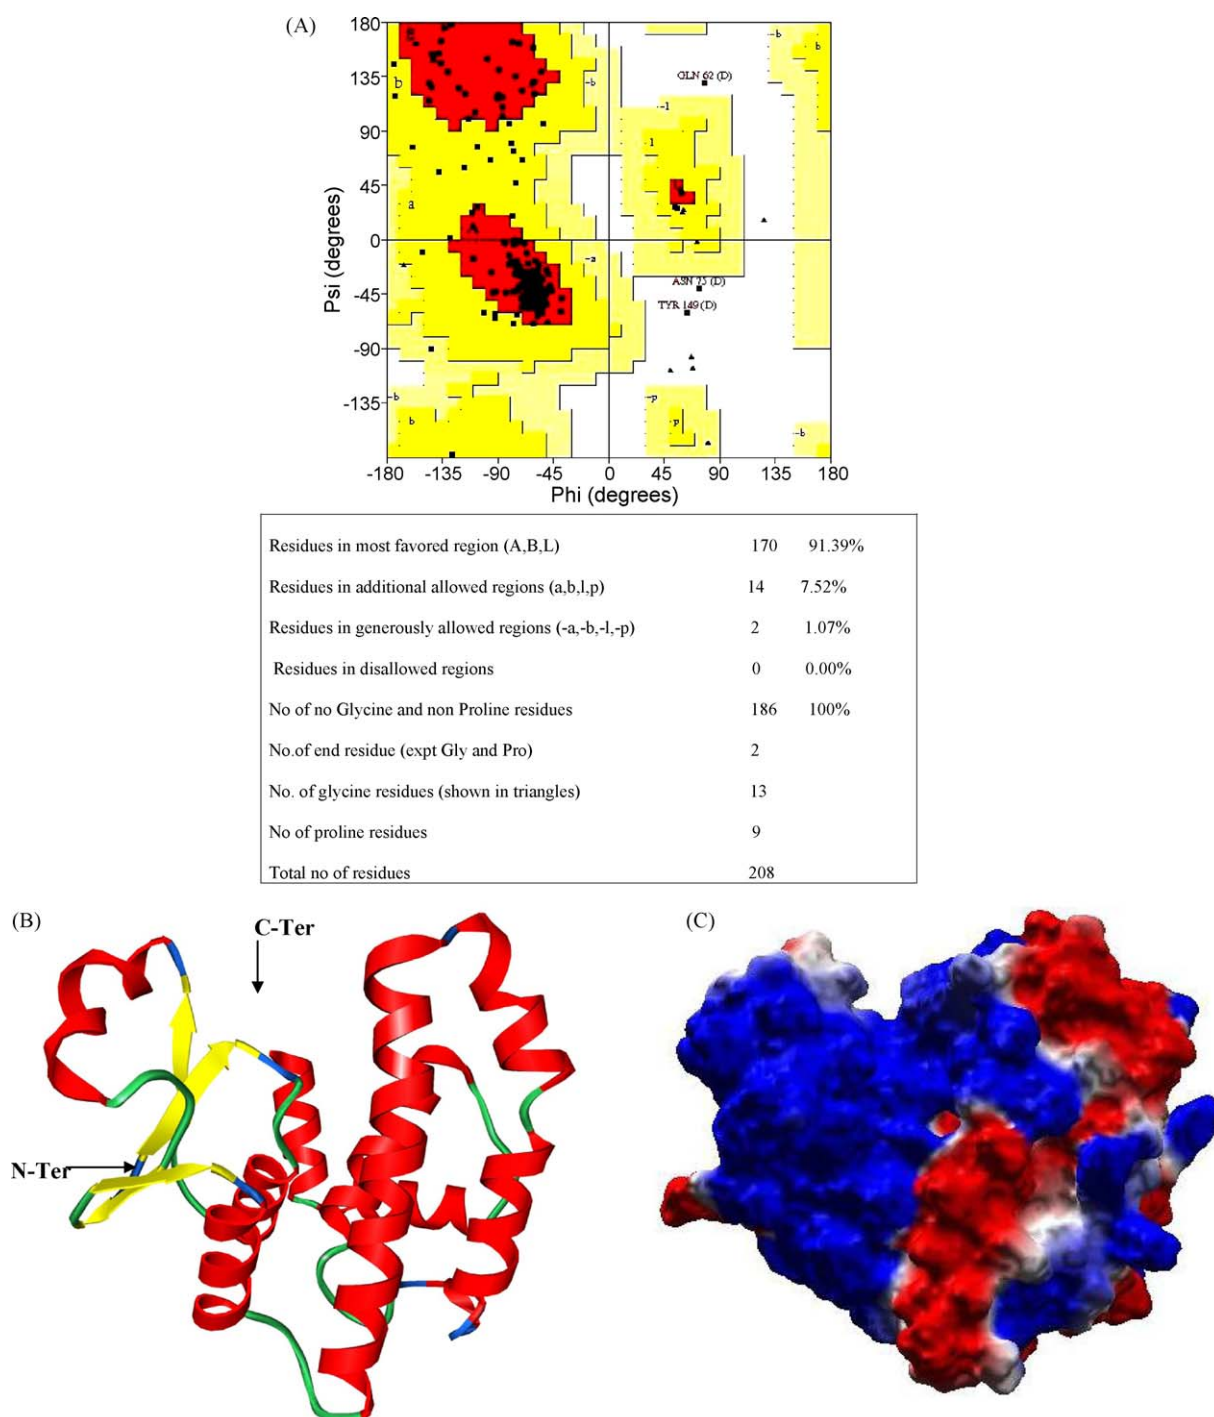 (A)
180
135
90
45
0
-45
-90
-135
Psi (degrees)
b
a
-b
b
-b
-a
-b
b
-b
-1
1
-p
p
-b
GLN 62 (D)
ASN 75 (D)
TYR 149 (D)
-180 -135 -90 -45 0 45 90 135 180
Phi (degrees)
Residues in most favored region (A,B,L) 170 91.39%
Residues in additional allowed regions (a,b,l,p) 14 7.52%
Residues in generously allowed regions (-a,-b,-l,-p) 2 1.07%
Residues in disallowed regions 0 0.00%
No of no Glycine and non Proline residues 186 100%
No.of end residue (expt Gly and Pro) 2
No. of glycine residues (shown in triangles) 13
No of proline residues 9
Total no of residues 208
(B)
C-Ter
N-Ter
(C)